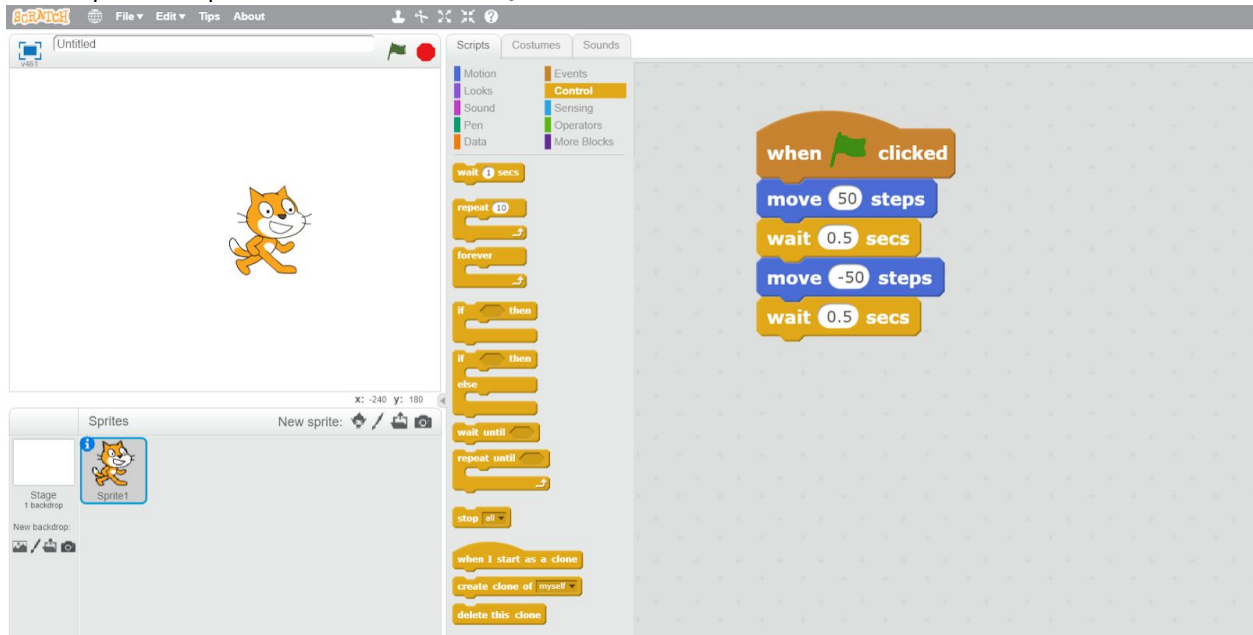 SCRATCH File Edit Tips About
Untitled
v461
Scripts Costumes Sounds
Motion Events
Looks Control
Sound Sensing
Pen Operators
Data More Blocks
wait 1 secs
repeat 10
forever
if then
if then
else
wait until
repeat until
stop all
when I start as a clone
create clone of myself
delete this clone
when clicked
move 50 steps
wait 0.5 secs
move -50 steps
wait 0.5 secs
x: -240 y: 180
Sprites New sprite:
Sprite1
Stage
1 backdrop
New backdrop: